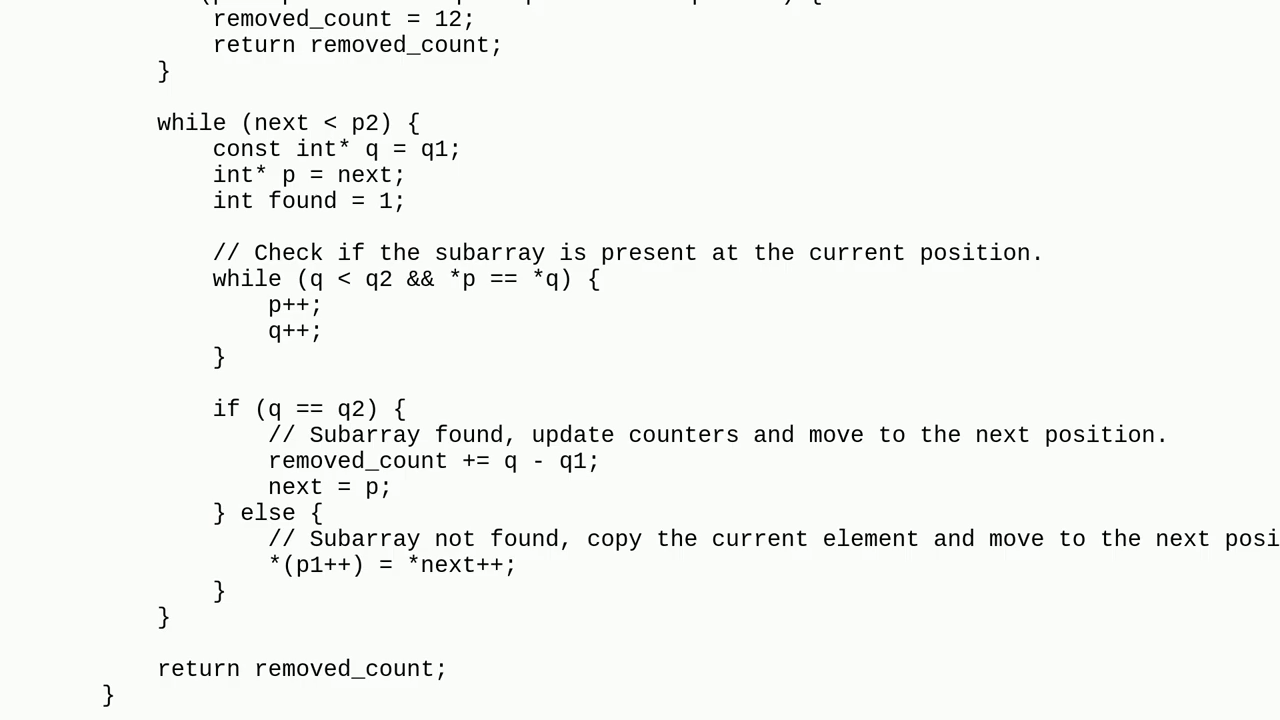 removed_count = 12;
return removed_count;
}
while (next < p2) {
const int* q = q1;
int* p = next;
int found = 1;
// Check if the subarray is present at the current position.
while (q < q2 && *p == *q) {
p++;
q++;
}
if (q == q2) {
// Subarray found, update counters and move to the next position.
removed_count += q - q1;
next = p;
} else {
// Subarray not found, copy the current element and move to the next posi
*(p1++) = *next++;
}
}
return removed_count;
}